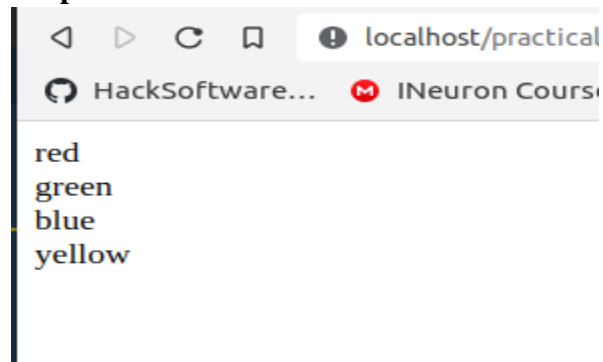 localhost/practical
HackSoftware... INeuron Cours
red
green
blue
yellow